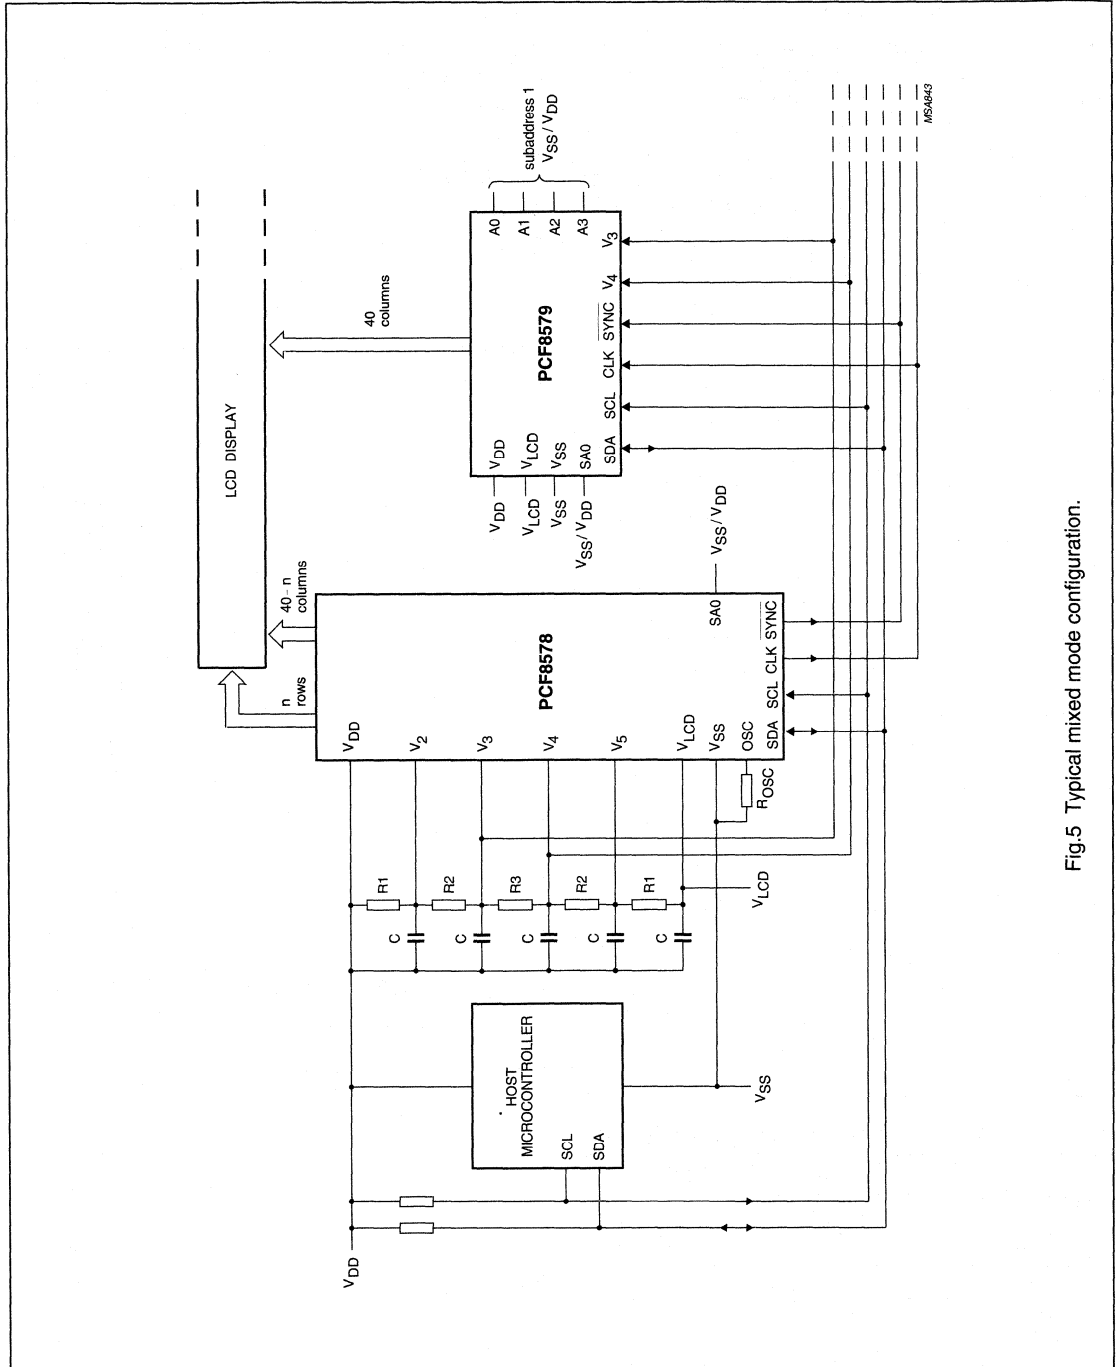 LCD DISPLAY
n
rows
40 - n
columns
40
columns
VDD
V2
V3
V4
V5
VLCD
VSS
OSC
SDA
SCL
CLK
SYNC
SA0
VSS / VDD
PCF8578
ROSC
VDD
VLCD
VSS
VSS / VDD
VDD
VLCD
VSS
SA0
SDA
SCL
CLK
SYNC
V4
V3
PCF8579
A0
A1
A2
A3
subaddress 1
VSS / VDD
R1
R2
R3
R2
R1
C
C
C
C
C
VLCD
HOST
MICROCONTROLLER
SCL
SDA
VSS
VDD
MSA843
Fig.5 Typical mixed mode configuration.